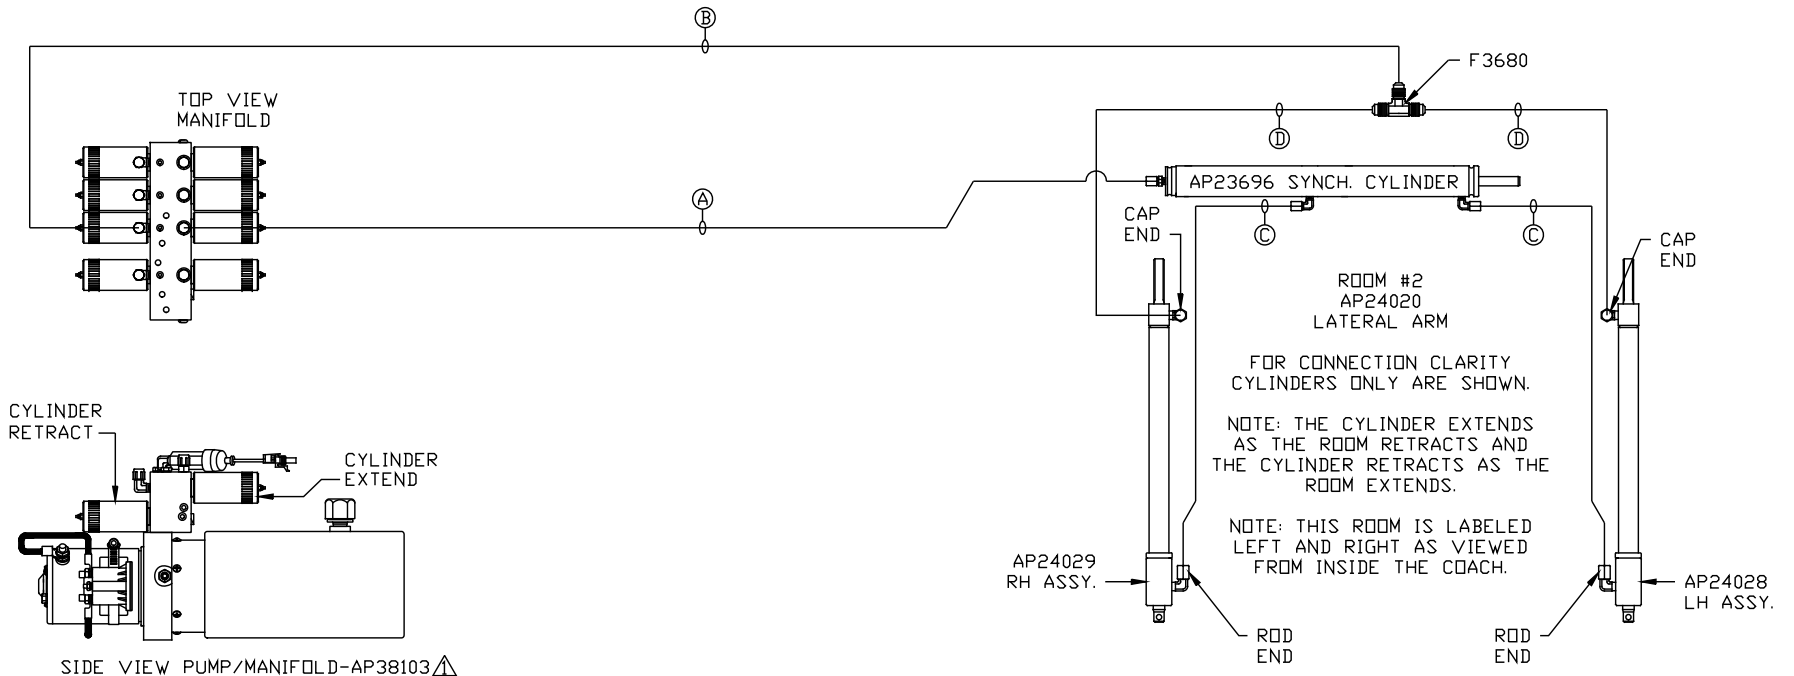 B
F3680
TOP VIEW
MANIFOLD
D
D
AP23696 SYNCH. CYLINDER
A
CAP
END
C
C
CAP
END
ROOM #2
AP24020
LATERAL ARM
FOR CONNECTION CLARITY
CYLINDERS ONLY ARE SHOWN.
CYLINDER
RETRACT
NOTE: THE CYLINDER EXTENDS
AS THE ROOM RETRACTS AND
THE CYLINDER RETRACTS AS THE
ROOM EXTENDS.
CYLINDER
EXTEND
NOTE: THIS ROOM IS LABELED
LEFT AND RIGHT AS VIEWED
FROM INSIDE THE COACH.
AP24029
RH ASSY.
AP24028
LH ASSY.
ROD
END
ROD
END
SIDE VIEW PUMP/MANIFOLD-AP38103 1